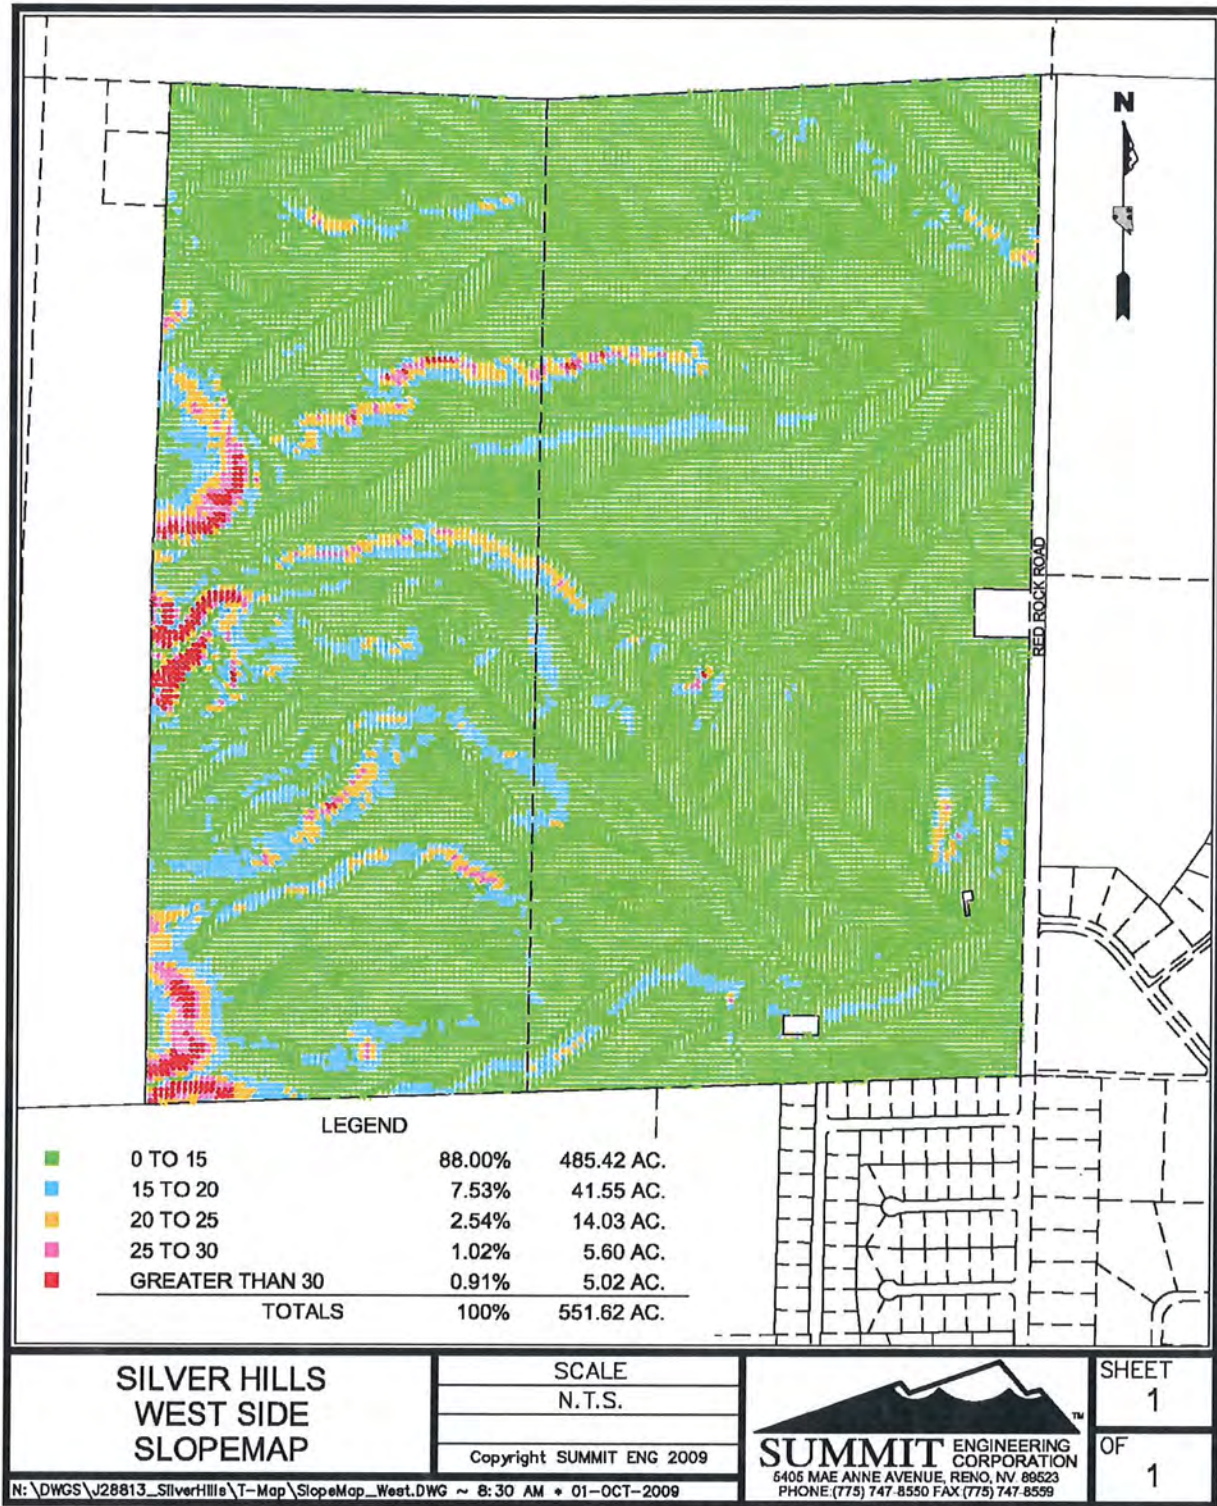 N
RED ROCK ROAD
LEGEND
0 TO 15 88.00% 485.42 AC.
15 TO 20 7.53% 41.55 AC.
20 TO 25 2.54% 14.03 AC.
25 TO 30 1.02% 5.60 AC.
GREATER THAN 30 0.91% 5.02 AC.
TOTALS 100% 551.62 AC.
SILVER HILLS
WEST SIDE
SLOPEMAP
SCALE
N.T.S.
Copyright SUMMIT ENG 2009
TM
SUMMIT ENGINEERING
CORPORATION
5405 MAE ANNE AVENUE, RENO, NV. 89523
PHONE:(775) 747-8550 FAX:(775) 747-8559
SHEET
1
OF
1
N:\DWGS\J28813_SilverHills\T-Map\SlopeMap_West.DWG ~ 8:30 AM * 01-OCT-2009